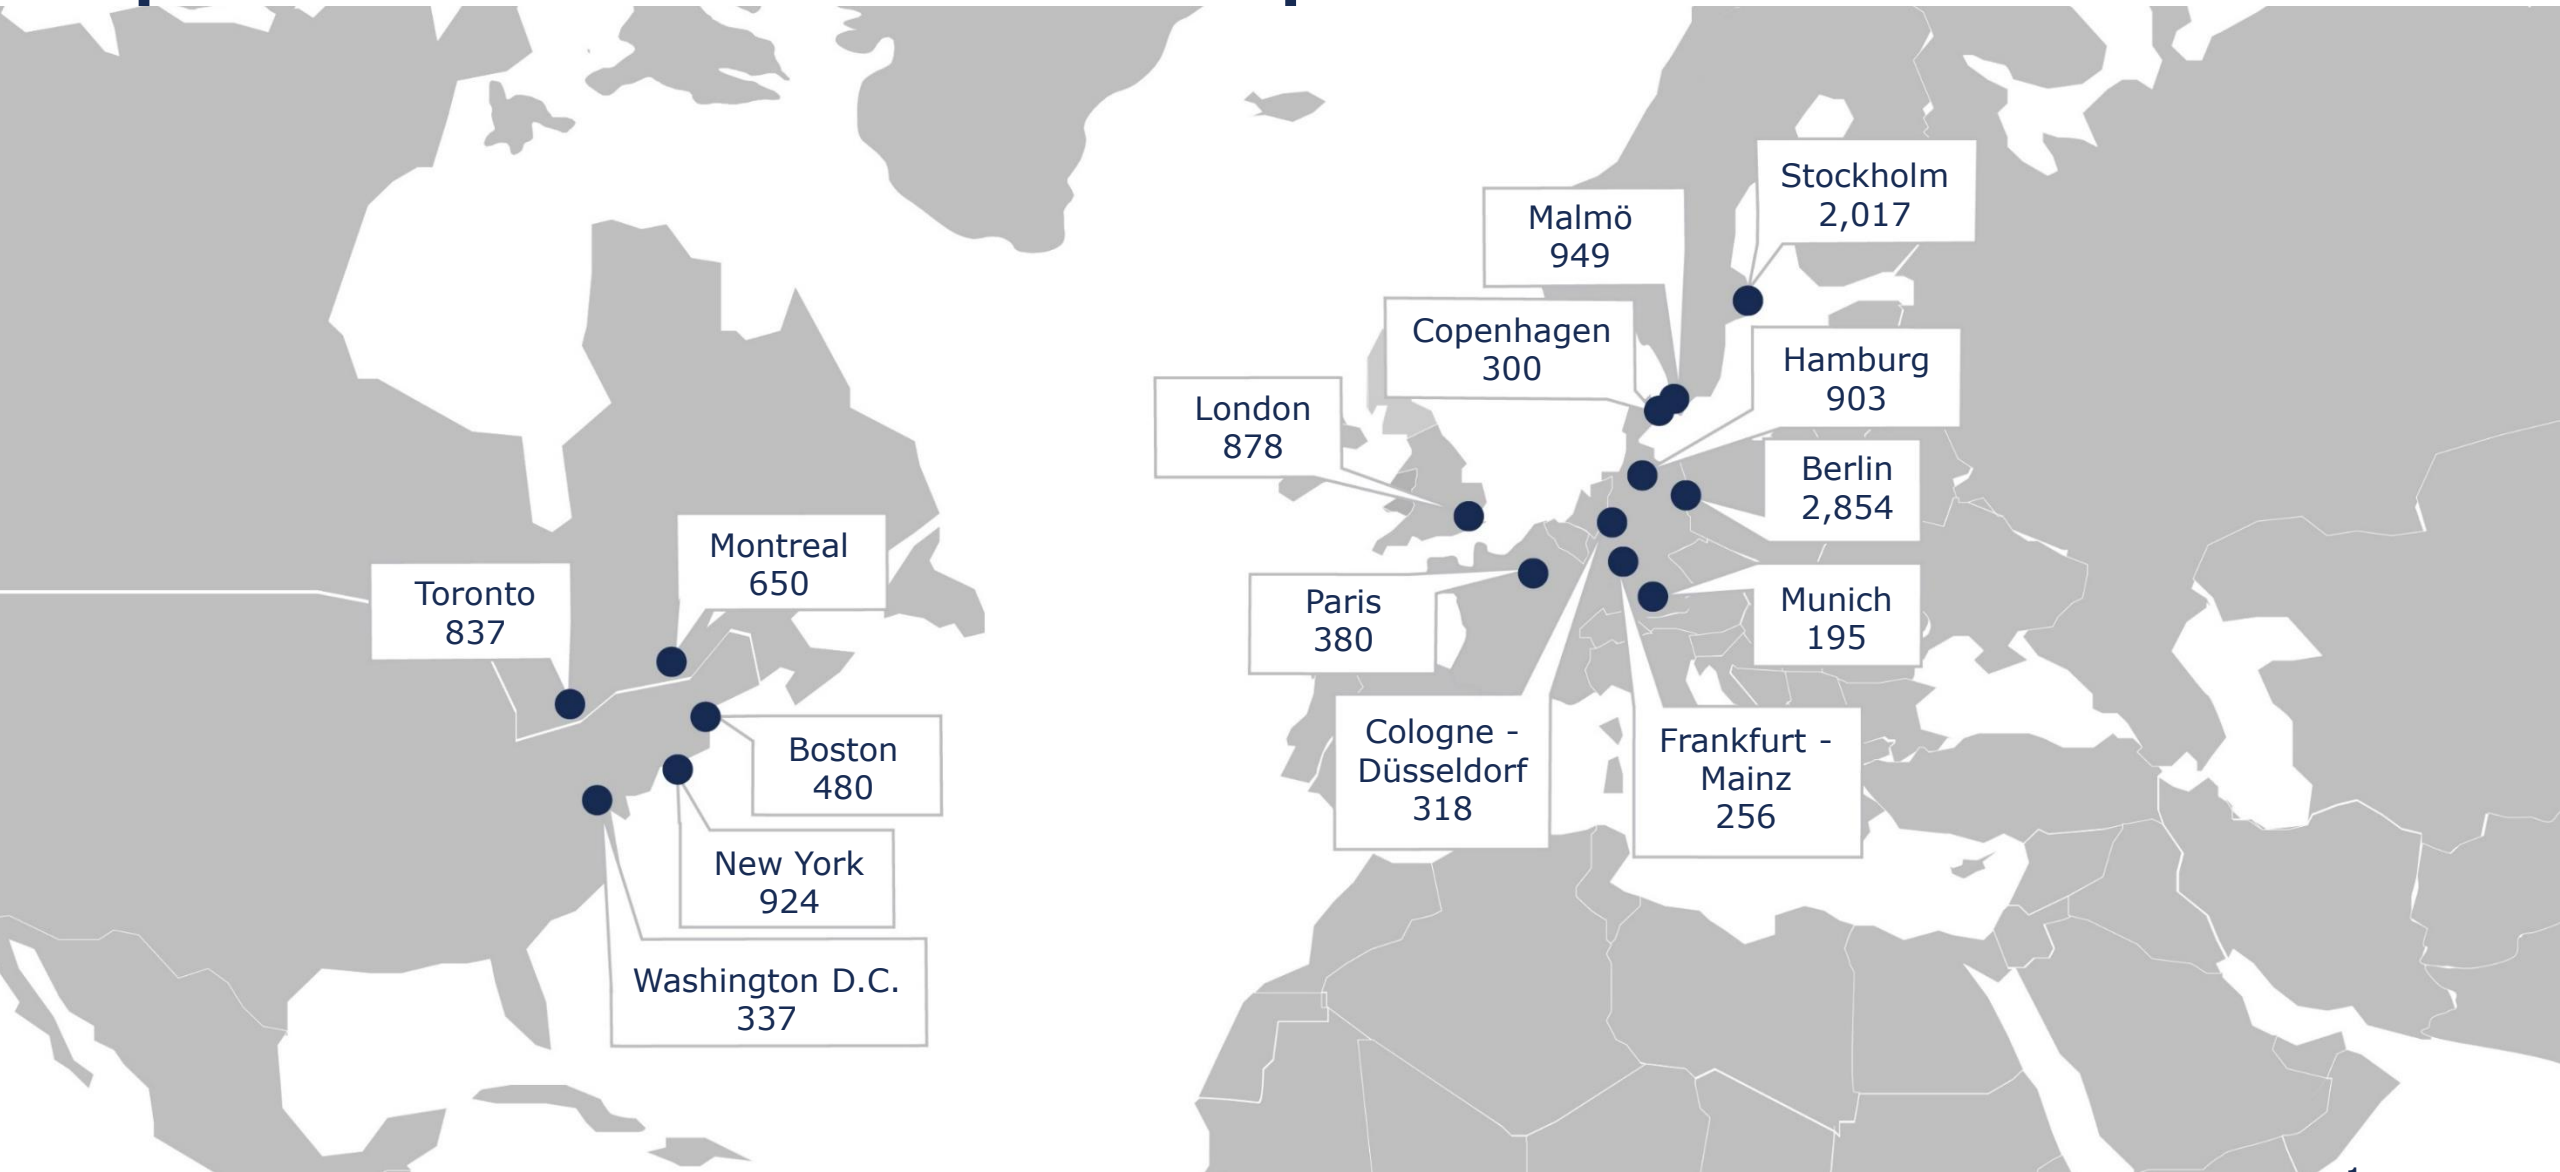 Stockholm
2,017
Malmö
949
Copenhagen
300
Hamburg
903
London
878
Berlin
2,854
Montreal
650
Toronto
837
Paris
380
Munich
195
Boston
480
Cologne -
Düsseldorf
318
Frankfurt -
Mainz
256
New York
924
Washington D.C.
337